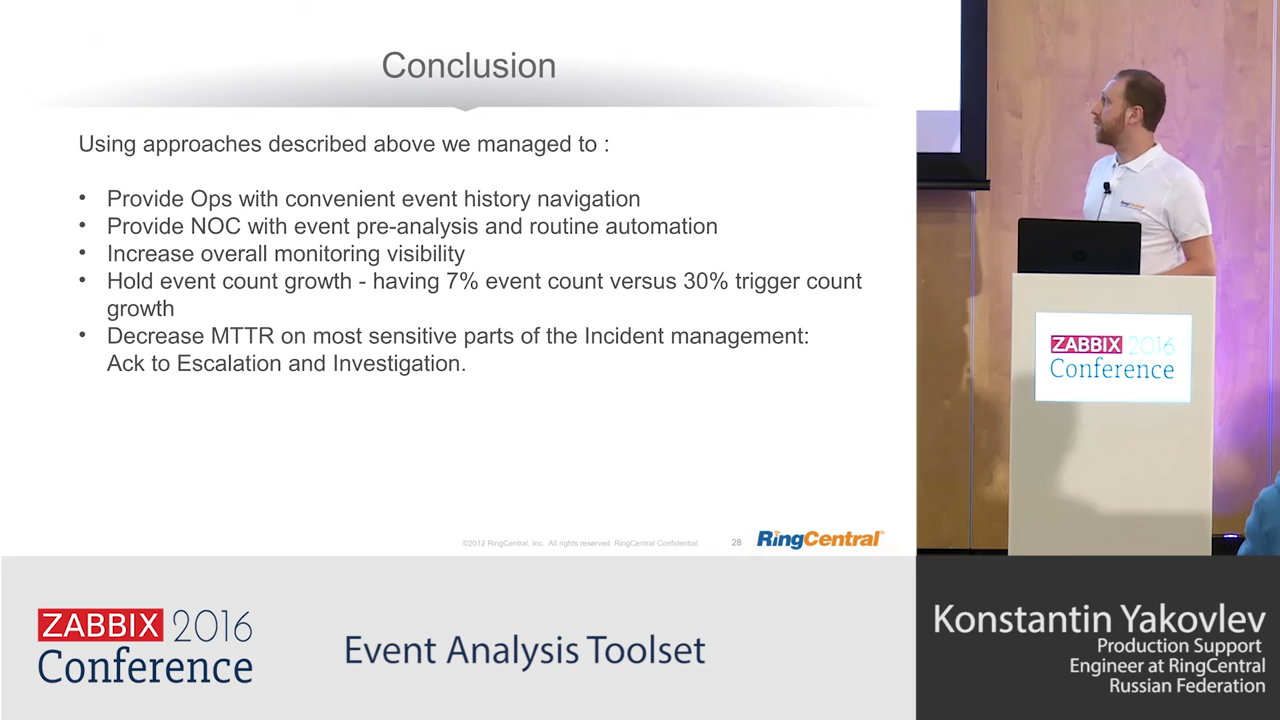 Conclusion
Using approaches described above we managed to :
• Provide Ops with convenient event history navigation
• Provide NOC with event pre-analysis and routine automation
• Increase overall monitoring visibility
• Hold event count growth - having 7% event count versus 30% trigger count
growth
• Decrease MTTR on most sensitive parts of the Incident management:
Ack to Escalation and Investigation.
©2012 RingCentral, Inc. All rights reserved. RingCentral Confidential
28
RingCentral
RingCentral
ZABBIX 2016
Conference
ZABBIX 2016
Conference
Event Analysis Toolset
Konstantin Yakovlev
Production Support
Engineer at RingCentral
Russian Federation